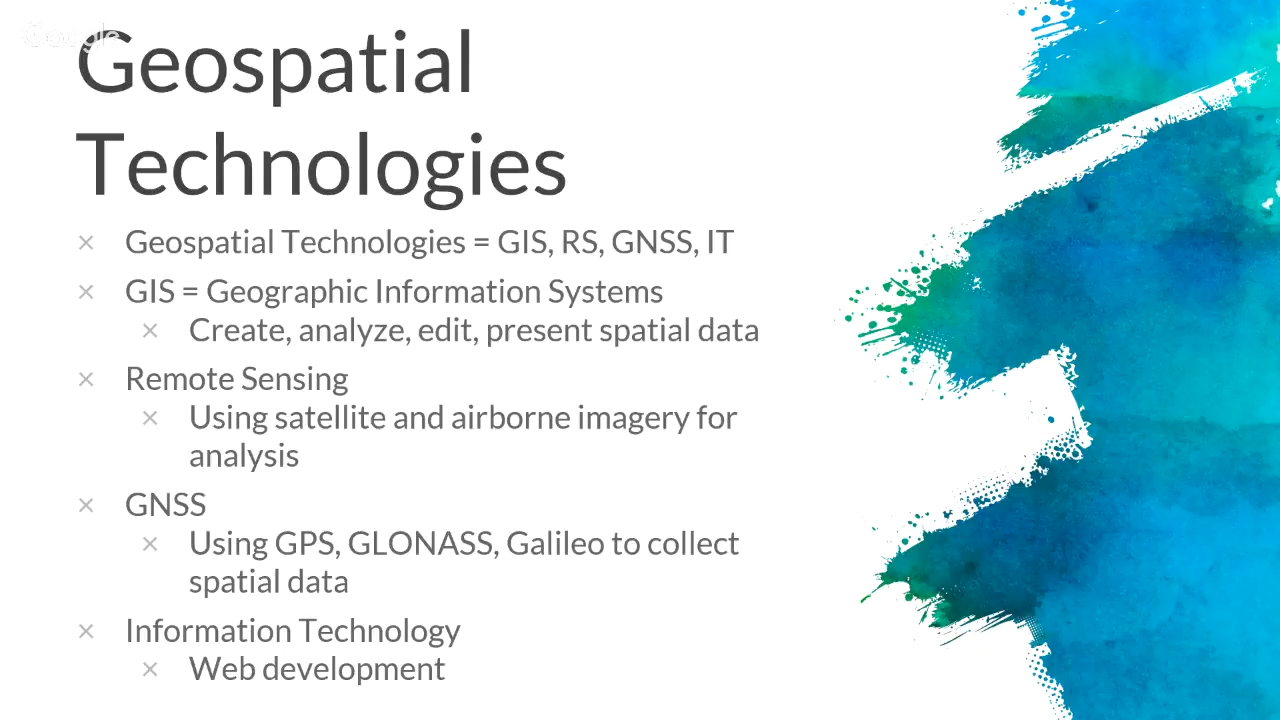 Google
Geospatial
Technologies
× Geospatial Technologies = GIS, RS, GNSS, IT
× GIS = Geographic Information Systems
× Create, analyze, edit, present spatial data
× Remote Sensing
× Using satellite and airborne imagery for
analysis
× GNSS
× Using GPS, GLONASS, Galileo to collect
spatial data
× Information Technology
× Web development